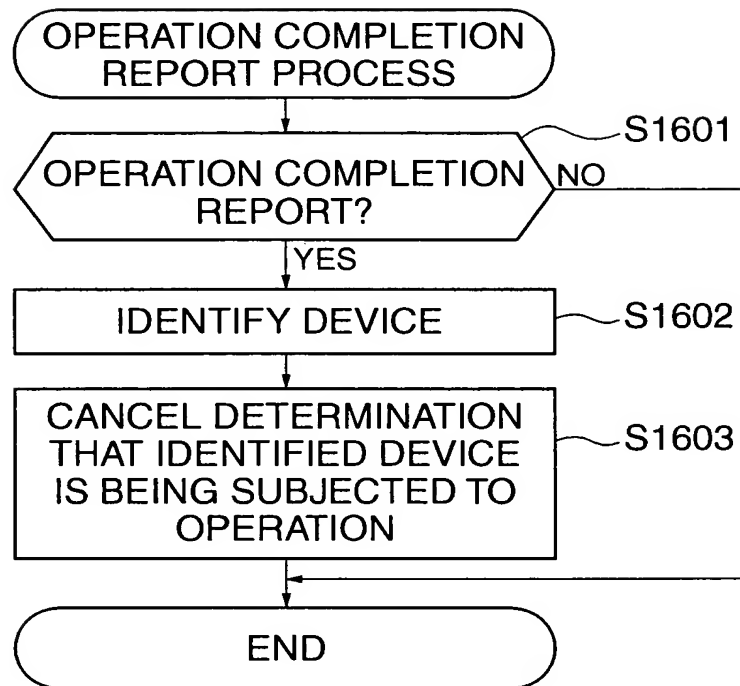 OPERATION COMPLETION
REPORT PROCESS
S1601
OPERATION COMPLETION
REPORT?
NO
YES
IDENTIFY DEVICE
S1602
CANCEL DETERMINATION
THAT IDENTIFIED DEVICE
IS BEING SUBJECTED TO
OPERATION
S1603
END